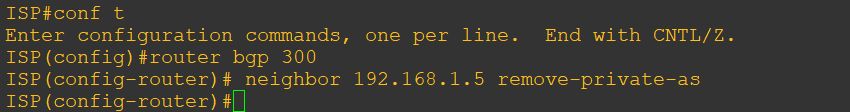 ISP#conf t
Enter configuration commands, one per line.  End with CNTL/Z.
ISP(config)#router bgp 300
ISP(config-router)# neighbor 192.168.1.5 remove-private-as
ISP(config-router)#